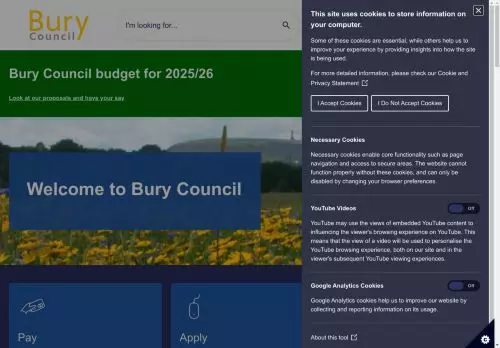 Bury
Council
I'm looking for...
Bury Council budget for 2025/26
Look at our proposals and have your say
Welcome to Bury Council
Pay
Apply
This site uses cookies to store information on
your computer.
Some of these cookies are essential, while others help us to
improve your experience by providing insights into how the site
is being used.
For more detailed information, please check our Cookie and
Privacy Statement
I Accept Cookies
I Do Not Accept Cookies
Necessary Cookies
Necessary cookies enable core functionality such as page
navigation and access to secure areas. The website cannot
function properly without these cookies, and can only be
disabled by changing your browser preferences.
YouTube Videos
Off
YouTube may use the views of embedded YouTube content to
influencing the viewer's browsing experience on YouTube. This
means that the view of a video will be used to personalise the
YouTube browsing experience, both on our site and in the
viewer's subsequent YouTube viewing experiences.
Google Analytics Cookies
Off
Google Analytics cookies help us to improve our website by
collecting and reporting information on its usage.
About this tool